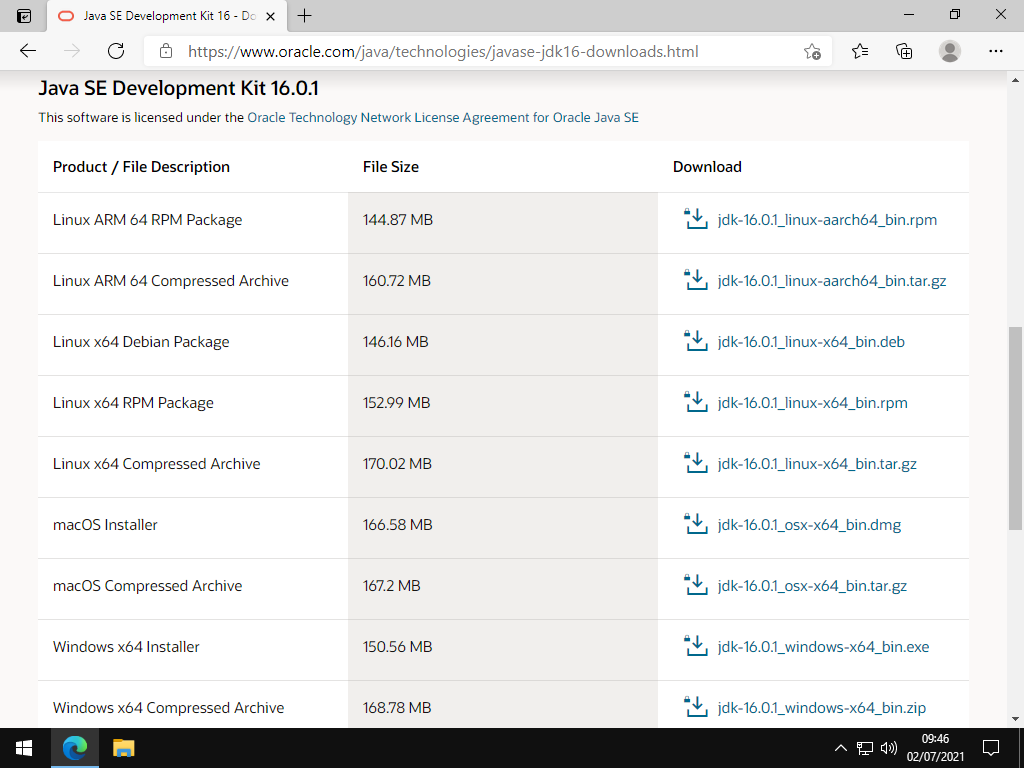 Java SE Development Kit 16 - Do
https://www.oracle.com/java/technologies/javase-jdk16-downloads.html
Java SE Development Kit 16.0.1
This software is licensed under the Oracle Technology Network License Agreement for Oracle Java SE
Product / File Description File Size Download
Linux ARM 64 RPM Package 144.87 MB jdk-16.0.1_linux-aarch64_bin.rpm
Linux ARM 64 Compressed Archive 160.72 MB jdk-16.0.1_linux-aarch64_bin.tar.gz
Linux x64 Debian Package 146.16 MB jdk-16.0.1_linux-x64_bin.deb
Linux x64 RPM Package 152.99 MB jdk-16.0.1_linux-x64_bin.rpm
Linux x64 Compressed Archive 170.02 MB jdk-16.0.1_linux-x64_bin.tar.gz
macOS Installer 166.58 MB jdk-16.0.1_osx-x64_bin.dmg
macOS Compressed Archive 167.2 MB jdk-16.0.1_osx-x64_bin.tar.gz
Windows x64 Installer 150.56 MB jdk-16.0.1_windows-x64_bin.exe
Windows x64 Compressed Archive 168.78 MB jdk-16.0.1_windows-x64_bin.zip
09:46
02/07/2021